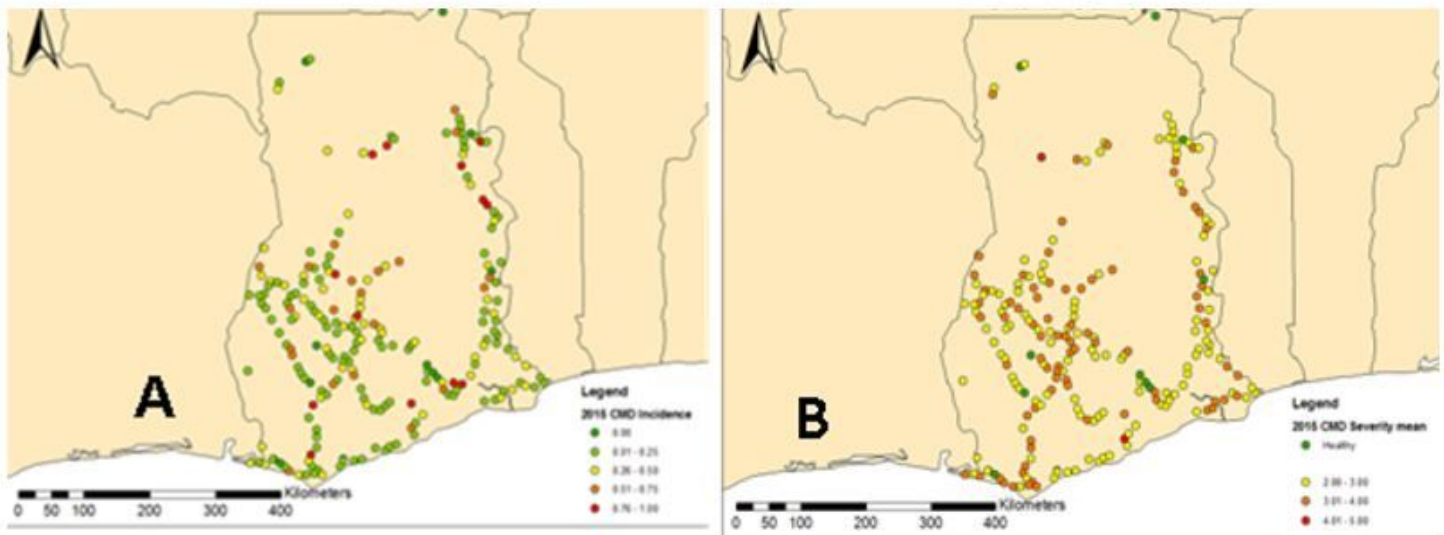 A
Legend
2015 CMD Incidence
0.00
0.01 - 0.25
0.26 - 0.50
0.51 - 0.75
0.76 - 1.00
Kilometers
0 50 100 200 300 400
B
Legend
2015 CMD Severity mean
Healthy
2.00 - 3.00
3.01 - 4.00
4.01 - 5.00
Kilometers
0 50 100 200 300 400